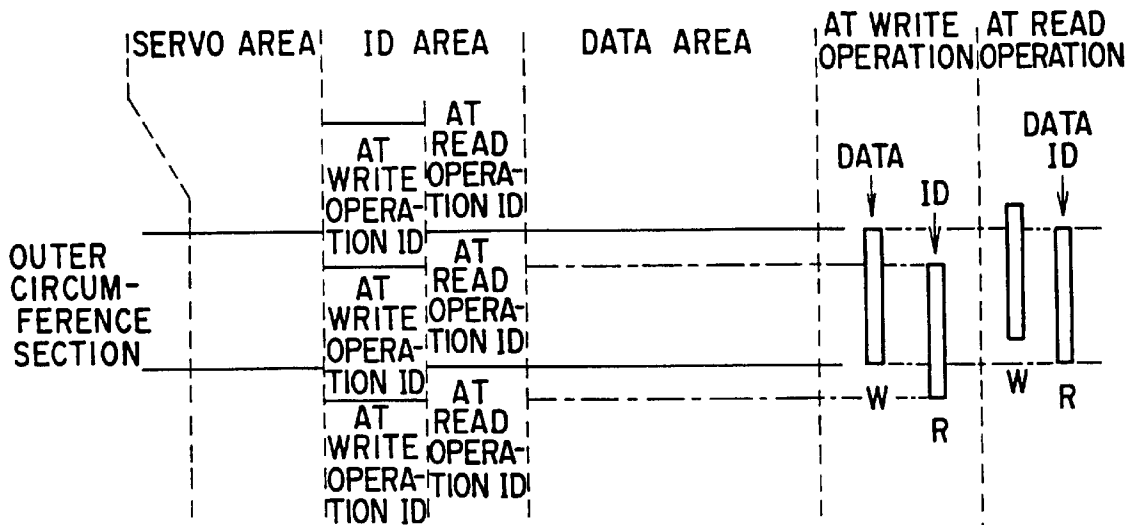 SERVO AREA
ID AREA
DATA AREA
AT WRITE
OPERATION
AT READ
OPERATION
AT
WRITE
OPERA-
TION ID
AT
READ
OPERA-
TION ID
AT
WRITE
OPERA-
TION ID
AT
READ
OPERA-
TION ID
AT
WRITE
OPERA-
TION ID
AT
READ
OPERA-
TION ID
OUTER
CIRCUM-
FERENCE
SECTION
DATA
ID
W
R
DATA
ID
W
R